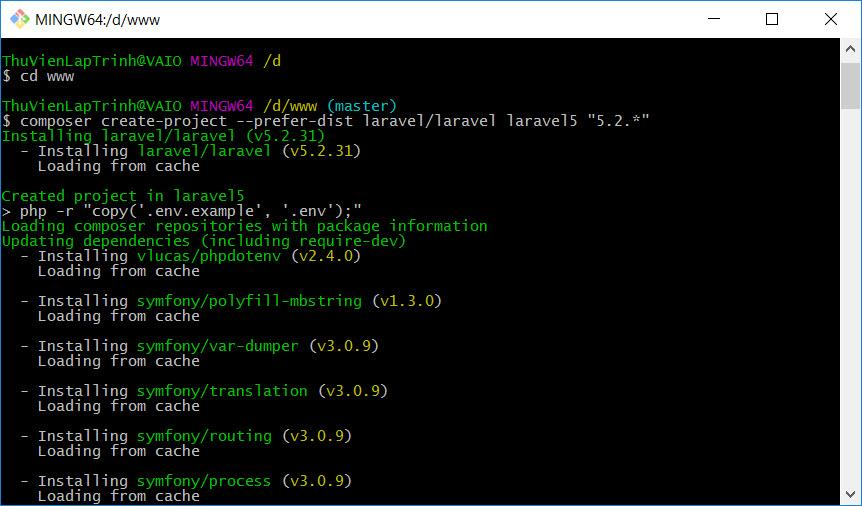 MINGW64:/d/www
ThuVienLapTrinh@VAIO MINGW64 /d
$ cd www
ThuVienLapTrinh@VAIO MINGW64 /d/www (master)
$ composer create-project --prefer-dist laravel/laravel laravel5 "5.2.*"
Installing laravel/laravel (v5.2.31)
  - Installing laravel/laravel (v5.2.31)
    Loading from cache
Created project in laravel5
> php -r "copy('.env.example', '.env');"
Loading composer repositories with package information
Updating dependencies (including require-dev)
  - Installing vlucas/phpdotenv (v2.4.0)
    Loading from cache
  - Installing symfony/polyfill-mbstring (v1.3.0)
    Loading from cache
  - Installing symfony/var-dumper (v3.0.9)
    Loading from cache
  - Installing symfony/translation (v3.0.9)
    Loading from cache
  - Installing symfony/routing (v3.0.9)
    Loading from cache
  - Installing symfony/process (v3.0.9)
    Loading from cache